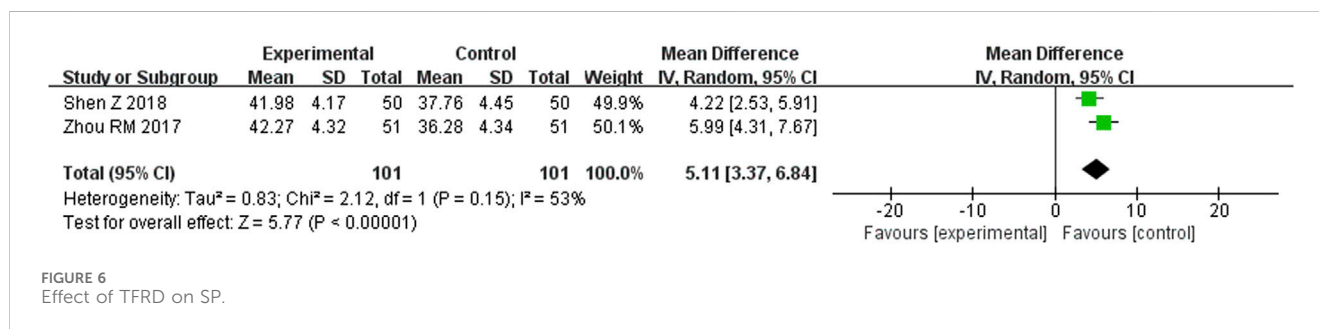 Experimental Control Mean Difference Mean Difference
Study or Subgroup Mean SD Total Mean SD Total Weight IV, Random, 95% CI IV, Random, 95% CI
Shen Z 2018 41.98 4.17 50 37.76 4.45 50 49.9% 4.22 [2.53, 5.91]
Zhou RM 2017 42.27 4.32 51 36.28 4.34 51 50.1% 5.99 [4.31, 7.67]
Total (95% CI) 101 101 100.0% 5.11 [3.37, 6.84]
Heterogeneity: Tau² = 0.83; Chi² = 2.12, df = 1 (P = 0.15); I² = 53%
Test for overall effect: Z = 5.77 (P < 0.00001)
-20 -10 0 10 20
Favours [experimental] Favours [control]
FIGURE 6
Effect of TFRD on SP.